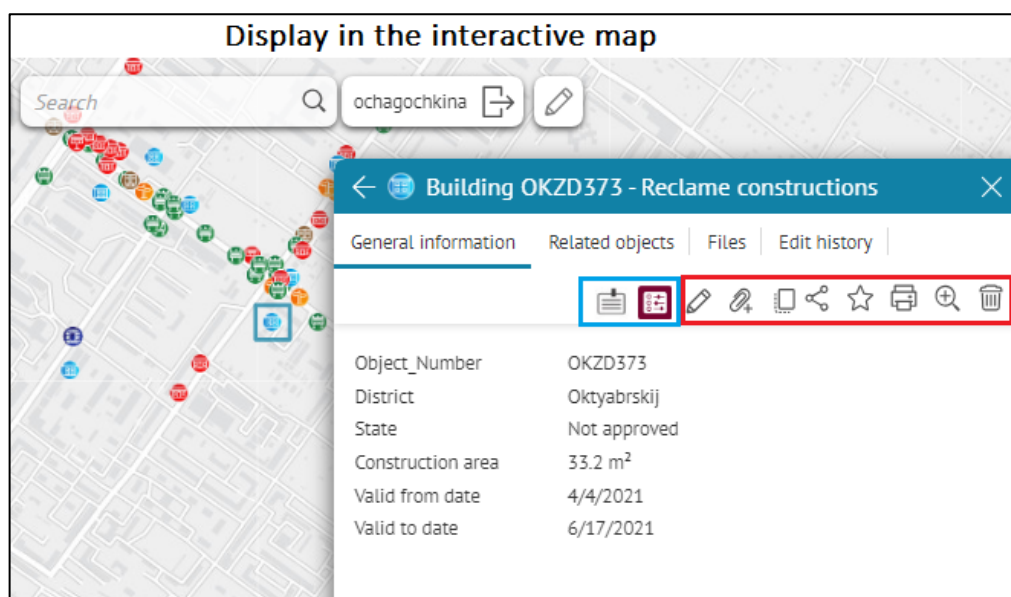 Display in the interactive map
Search
ochagochkina
Building OKZD373 - Reclame constructions
General information Related objects Files Edit history
Object_Number OKZD373
District Oktyabrskij
State Not approved
Construction area 33.2 m²
Valid from date 4/4/2021
Valid to date 6/17/2021